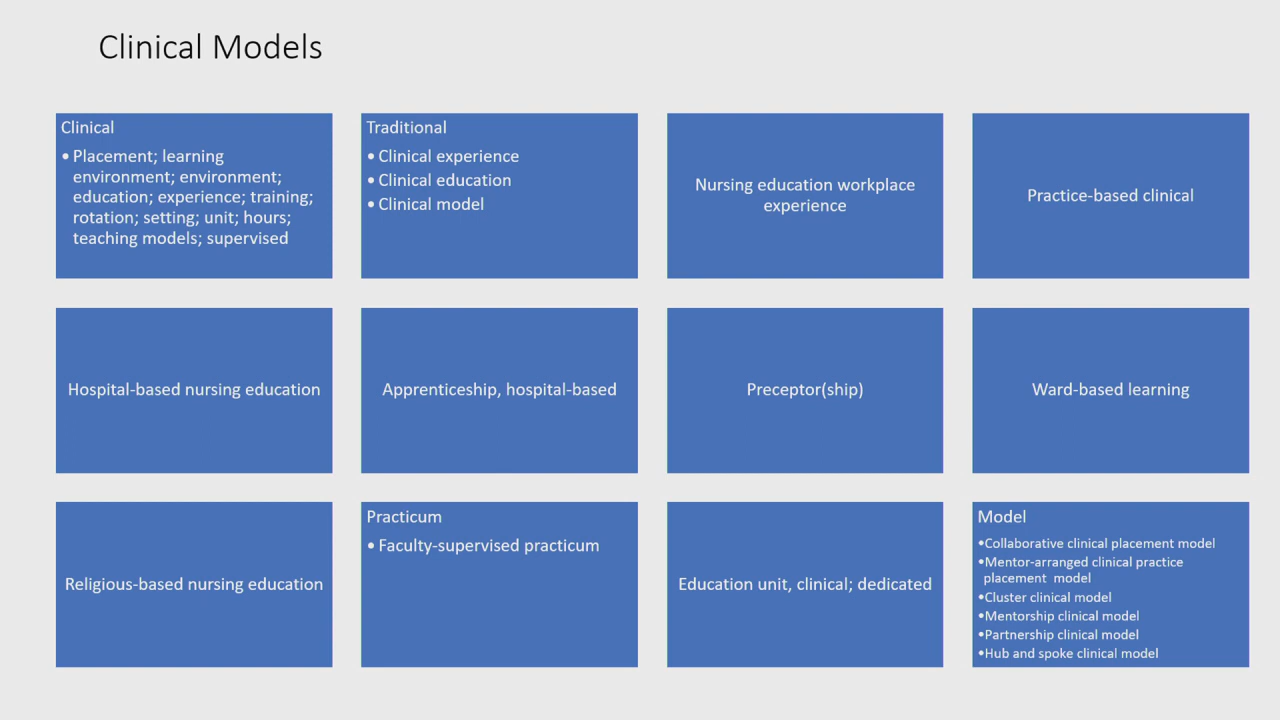 Clinical Models
Clinical
• Placement; learning
environment; environment;
education; experience; training;
rotation; setting; unit; hours;
teaching models; supervised
Traditional
• Clinical experience
• Clinical education
• Clinical model
Nursing education workplace
experience
Practice-based clinical
Hospital-based nursing education
Apprenticeship, hospital-based
Preceptor(ship)
Ward-based learning
Religious-based nursing education
Practicum
• Faculty-supervised practicum
Education unit, clinical; dedicated
Model
•Collaborative clinical placement model
•Mentor-arranged clinical practice
placement model
•Cluster clinical model
•Mentorship clinical model
•Partnership clinical model
•Hub and spoke clinical model